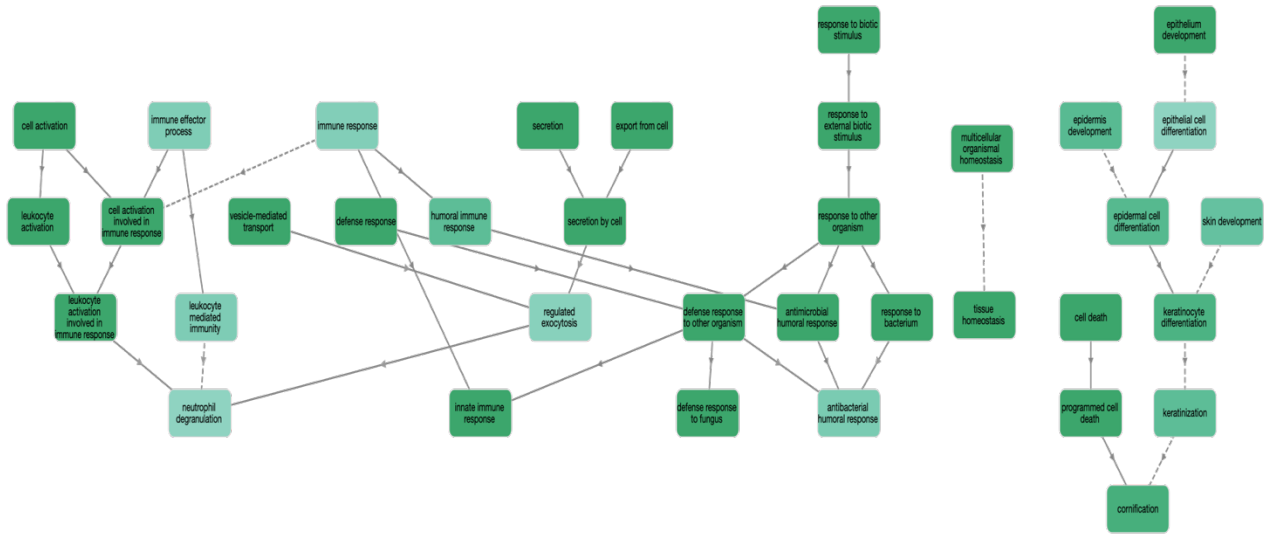 response to biotic
stimulus
epithelium
development
cell activation
immune effector
process
immune response
secretion
export from cell
response to
external biotic
stimulus
multicellular
organismal
homeostasis
epidermis
development
epithelial cell
differentiation
leukocyte
activation
cell activation
involved in
immune response
vesicle-mediated
transport
defense response
humoral immune
response
secretion by cell
response to other
organism
epidermal cell
differentiation
skin development
leukocyte
activation
involved in
immune response
leukocyte
mediated
immunity
regulated
exocytosis
defense response
to other organism
antimicrobial
humoral response
response to
bacterium
tissue
homeostasis
cell death
keratinocyte
differentiation
neutrophil
degranulation
innate immune
response
defense response
to fungus
antibacterial
humoral response
programmed cell
death
keratinization
cornification